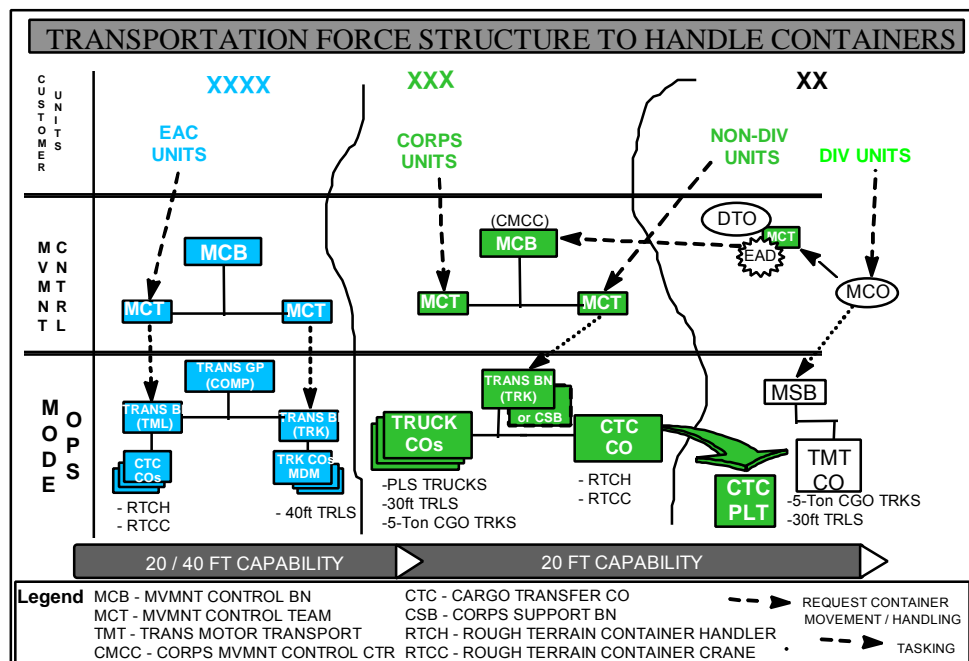 TRANSPORTATION FORCE STRUCTURE TO HANDLE CONTAINERS
CUSTOMER
UNITS
XXXX
XXX
XX
EAC
UNITS
CORPS
UNITS
NON-DIV
UNITS
DIV UNITS
MVMNT
CNTRL
MCB
MCT
MCT
(CMCC)
MCB
MCT
MCT
DTO
MCT
EAD
MCO
MODE
OPS
TRANS GP
(COMP)
TRANS B
(TML)
TRANS B
(TRK)
CTC
COs
TRK COs
MDM
- RTCH
- RTCC
- 40ft TRLS
TRANS BN
(TRK)
or CSB
TRUCK
COs
CTC
CO
-PLS TRUCKS
-30ft TRLS
-5-Ton CGO TRKS
- RTCH
- RTCC
MSB
TMT
CO
CTC
PLT
-5-Ton CGO TRKS
-30ft TRLS
20 / 40 FT CAPABILITY
20 FT CAPABILITY
Legend
MCB - MVMNT CONTROL BN
MCT - MVMNT CONTROL TEAM
TMT - TRANS MOTOR TRANSPORT
CMCC - CORPS MVMNT CONTROL CTR
CTC - CARGO TRANSFER CO
CSB - CORPS SUPPORT BN
RTCH - ROUGH TERRAIN CONTAINER HANDLER
RTCC - ROUGH TERRAIN CONTAINER CRANE
REQUEST CONTAINER
MOVEMENT / HANDLING
TASKING